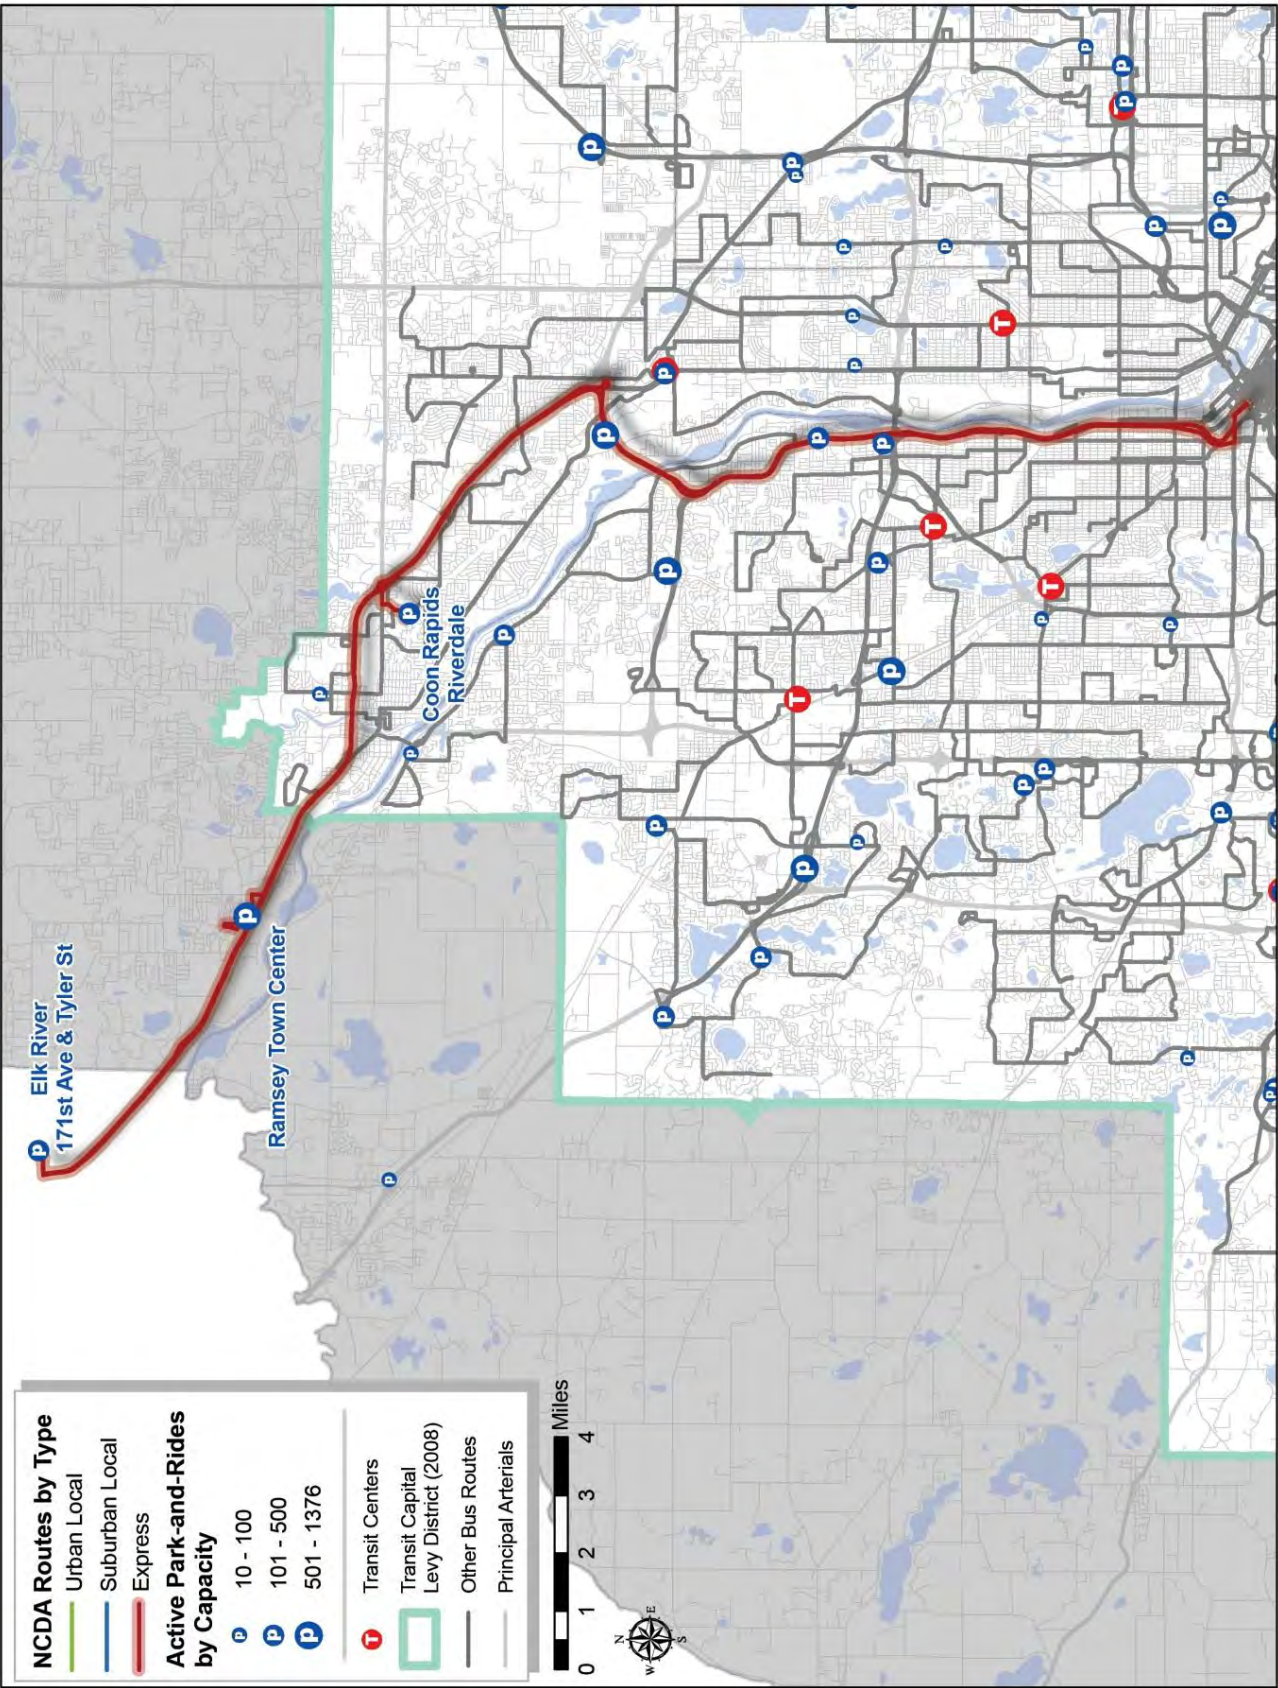 Elk River
171st Ave & Tyler St
Ramsey Town Center
Coon Rapids
Riverdale
NCDA Routes by Type
Urban Local
Suburban Local
Express
Active Park-and-Rides
by Capacity
P 10 - 100
P 101 - 500
P 501 - 1376
T Transit Centers
Transit Capital
Levy District (2008)
Other Bus Routes
Principal Arterials
0 1 2 3 4 Miles
N
W E
S